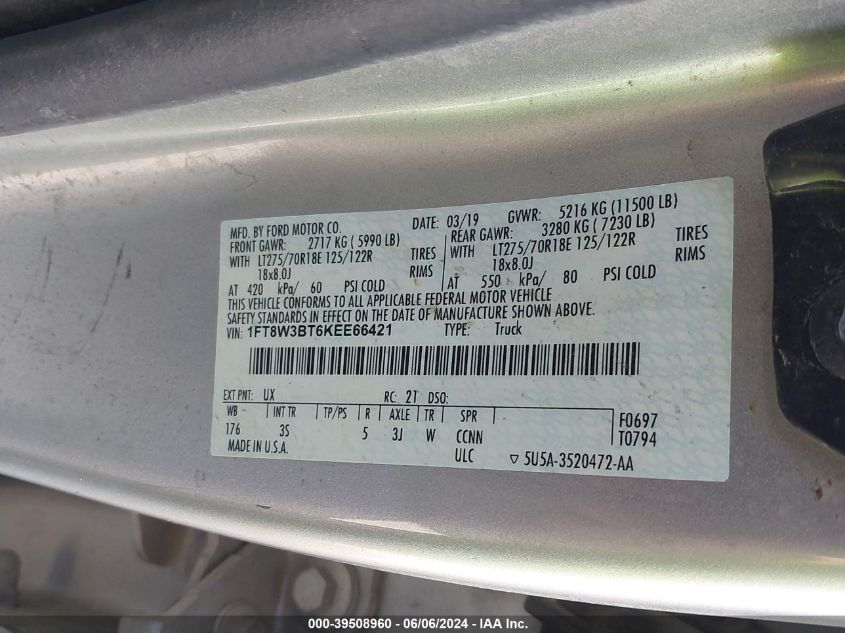 MFD. BY FORD MOTOR CO. DATE: 03/19 GVWR: 5216 KG (11500 LB)
FRONT GAWR: 2717 KG ( 5990 LB) REAR GAWR: 3280 KG ( 7230 LB)
WITH LT275/70R18E 125/122R TIRES WITH LT275/70R18E 125/122R TIRES
18x8.0J RIMS 18x8.0J RIMS
AT 420 kPa/ 60 PSI COLD AT 550 kPa/ 80 PSI COLD
THIS VEHICLE CONFORMS TO ALL APPLICABLE FEDERAL MOTOR VEHICLE
SAFETY STANDARDS IN EFFECT ON THE DATE OF MANUFACTURE SHOWN ABOVE.
VIN: 1FT8W3BT6KEE66421 TYPE: Truck
EXT PNT: UX RC: 21 DSO:
WB - INT TR TP/PS R AXLE TR SPR - F0697
176 3S 5 3J W CCNN T0794
MADE IN U.S.A. ULC ▽ 5U5A-3520472-AA
000-39508960 - 06/06/2024 - IAA Inc.